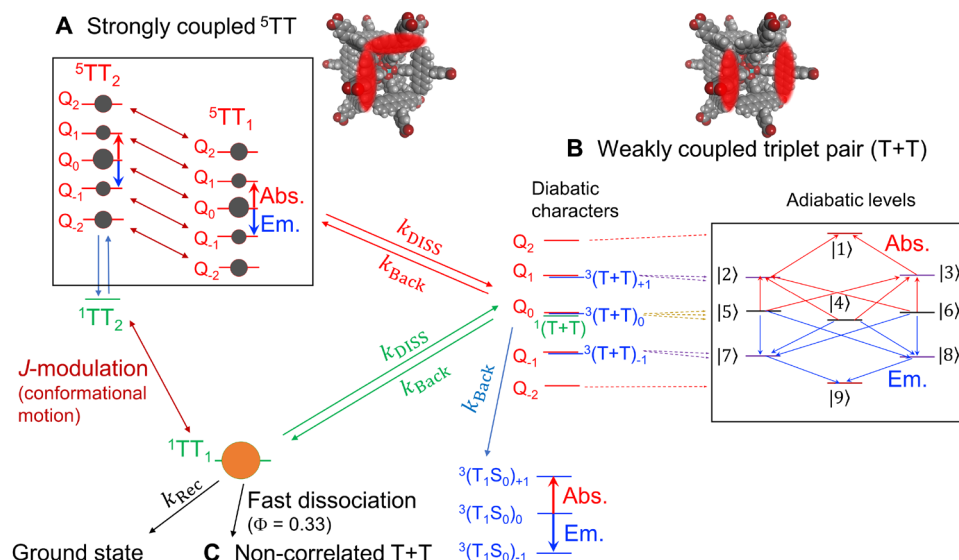 A Strongly coupled ⁵TT
⁵TT₂
Q₂
Q₁
Q₀
Q₋₁
Q₋₂
⁵TT₁
Q₂
Q₁
Q₀
Q₋₁
Q₋₂
Abs.
Em.
¹TT₂
J-modulation
(conformational
motion)
¹TT₁
k_Rec
Ground state
Fast dissociation
(Φ = 0.33)
C Non-correlated T+T
k_DISS
k_Back
k_DISS
k_Back
k_Back
B Weakly coupled triplet pair (T+T)
Diabatic
characters
Q₂
Q₁
³(T+T)₊₁
Q₀
³(T+T)₀
¹(T+T)
Q₋₁
³(T+T)₋₁
Q₋₂
Adiabatic levels
|1⟩
Abs.
|2⟩
|3⟩
|4⟩
|5⟩
|6⟩
|7⟩
|8⟩
Em.
|9⟩
³(T₁S₀)₊₁
Abs.
³(T₁S₀)₀
Em.
³(T₁S₀)₋₁